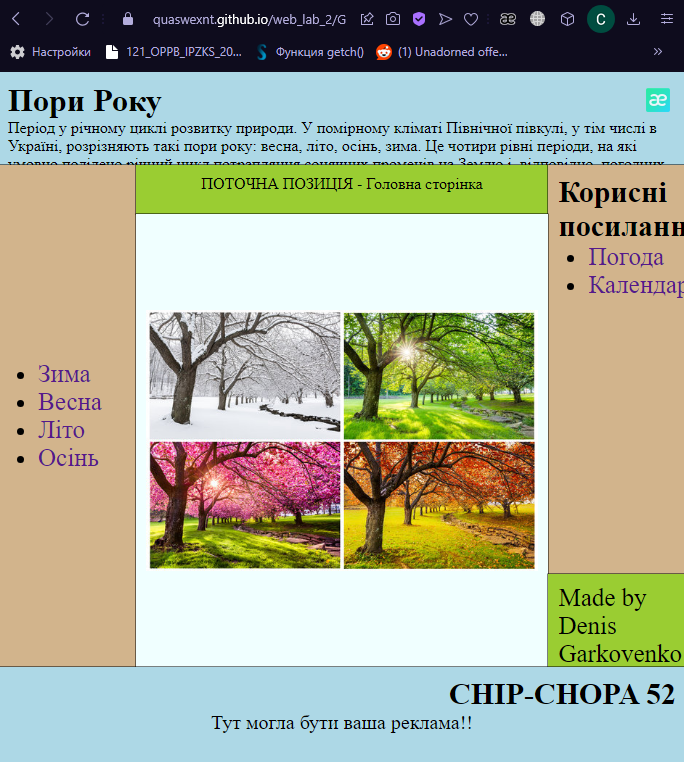 quaswexnt.github.io/web_lab_2/G
C
Настройки
121_OPPB_IPZKS_20...
Функция getch()
(1) Unadorned offe...
»
Пори Року
æ
Період у річному циклі розвитку природи. У помірному кліматі Північної півкулі, у тім числі в
Україні, розрізняють такі пори року: весна, літо, осінь, зима. Це чотири рівні періоди, на які
умовно поділено річний цикл потрапляння сонячних променів на Землю і, відповідно, погодних
ПОТОЧНА ПОЗИЦІЯ - Головна сторінка
Зима
Весна
Літо
Осінь
Корисні
посиланн
Погода
Календар
Made by
Denis
Garkovenko
CHIP-CHOPA 52
Тут могла бути ваша реклама!!